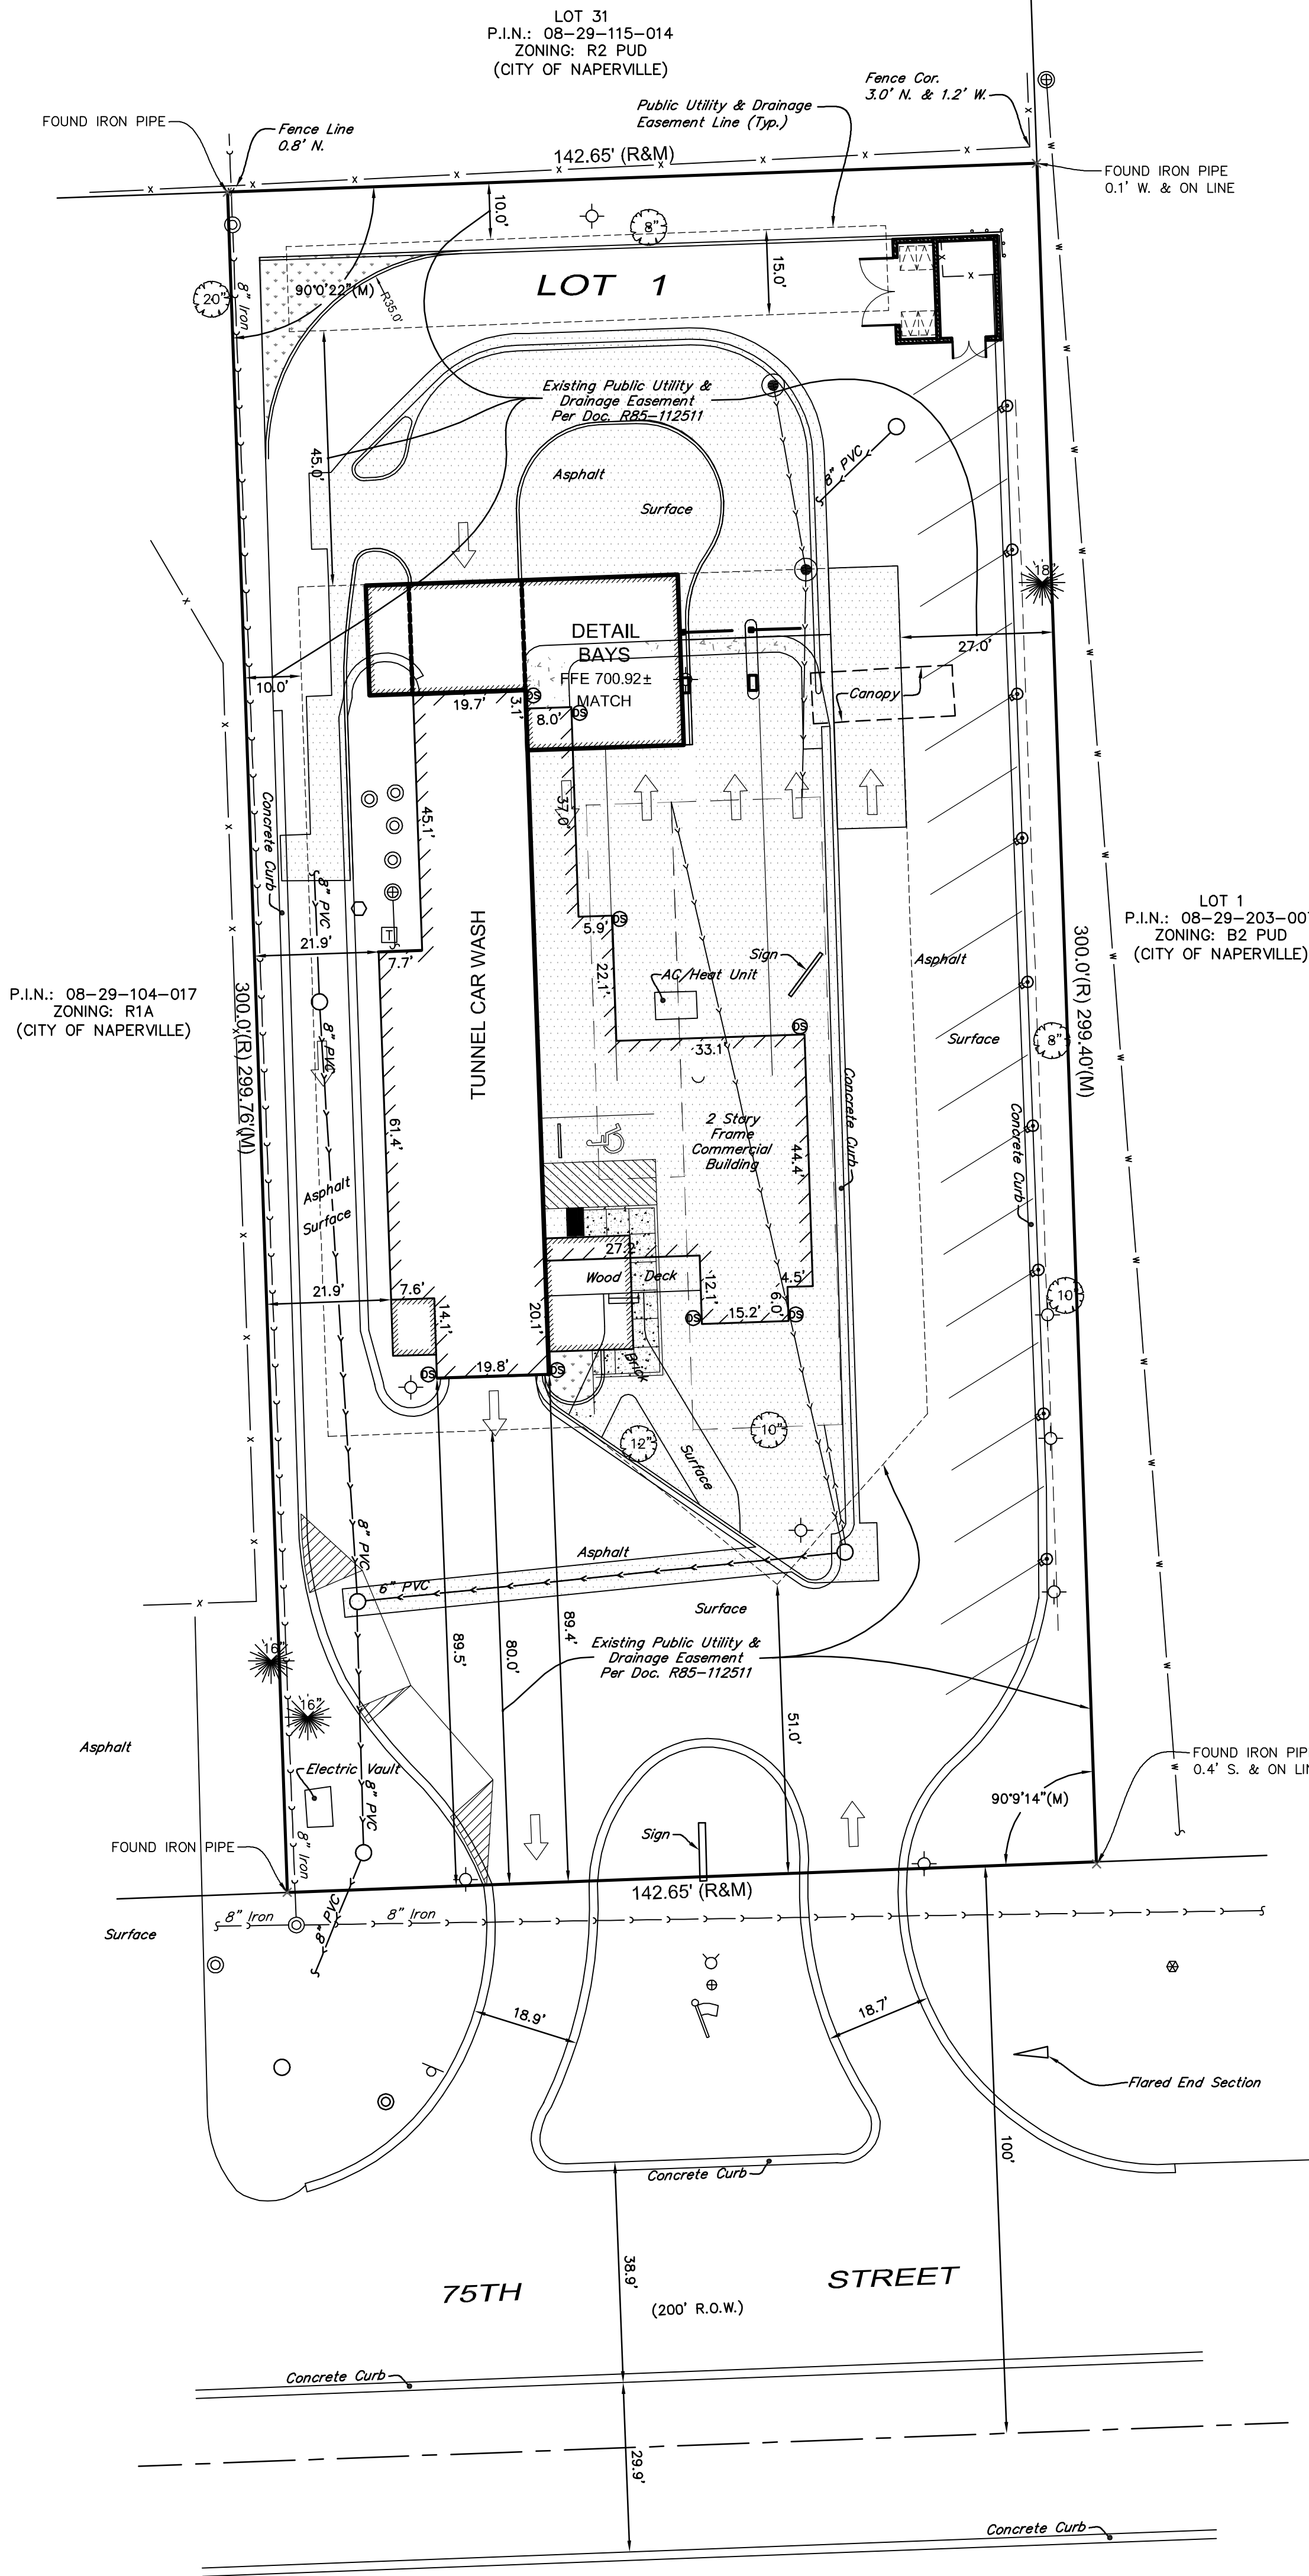 LOT 31
P.I.N.: 08-29-115-014
ZONING: R2 PUD
(CITY OF NAPERVILLE)
Fence Cor.
3.0' N. & 1.2' W.
Public Utility & Drainage
Easement Line (Typ.)
FOUND IRON PIPE
Fence Line
0.8' N.
142.65' (R&M)
FOUND IRON PIPE
0.1' W. & ON LINE
10.0'
8"
15.0'
LOT 1
20"
8" Iron
90°0'22"(M)
R35.0'
45.0'
Existing Public Utility &
Drainage Easement
Per Doc. R85-112511
8" PVC
Asphalt
Surface
18"
27.0'
DETAIL
BAYS
FFE 700.92±
MATCH
10.0'
19.7'
3.1'
8.0'
DS
DS
Canopy
37.0'
45.1'
Concrete Curb
8" PVC
TUNNEL CAR WASH
5.9'
DS
22.1'
21.9'
7.7'
T
Sign
AC/Heat Unit
Asphalt
LOT 1
P.I.N.: 08-29-203-007
ZONING: B2 PUD
(CITY OF NAPERVILLE)
P.I.N.: 08-29-104-017
ZONING: R1A
(CITY OF NAPERVILLE)
300.0'(R) 299.76'(M)
300.0'(R) 299.40'(M)
8" PVC
33.1'
DS
Surface
8"
Concrete Curb
Concrete Curb
61.4'
2 Story
Frame
Commercial
Building
44.4'
Asphalt
Surface
27.2'
Wood Deck
12.1'
4.5'
6.0'
15.2'
DS
DS
10"
21.9'
7.6'
14.1'
20.1'
19.8'
DS
DS
Brick
12"
10"
Surface
8" PVC
Asphalt
6" PVC
Surface
89.5'
80.0'
89.4'
Existing Public Utility &
Drainage Easement
Per Doc. R85-112511
51.0'
16"
16"
Asphalt
Electric Vault
8" PVC
FOUND IRON PIP
0.4' S. & ON LIN
90°9'14"(M)
FOUND IRON PIPE
8" Iron
Sign
142.65' (R&M)
8" Iron
8" Iron
8" PVC
Surface
18.9'
18.7'
Flared End Section
100'
Concrete Curb
38.9'
75TH STREET
(200' R.O.W.)
Concrete Curb
29.9'
Concrete Curb